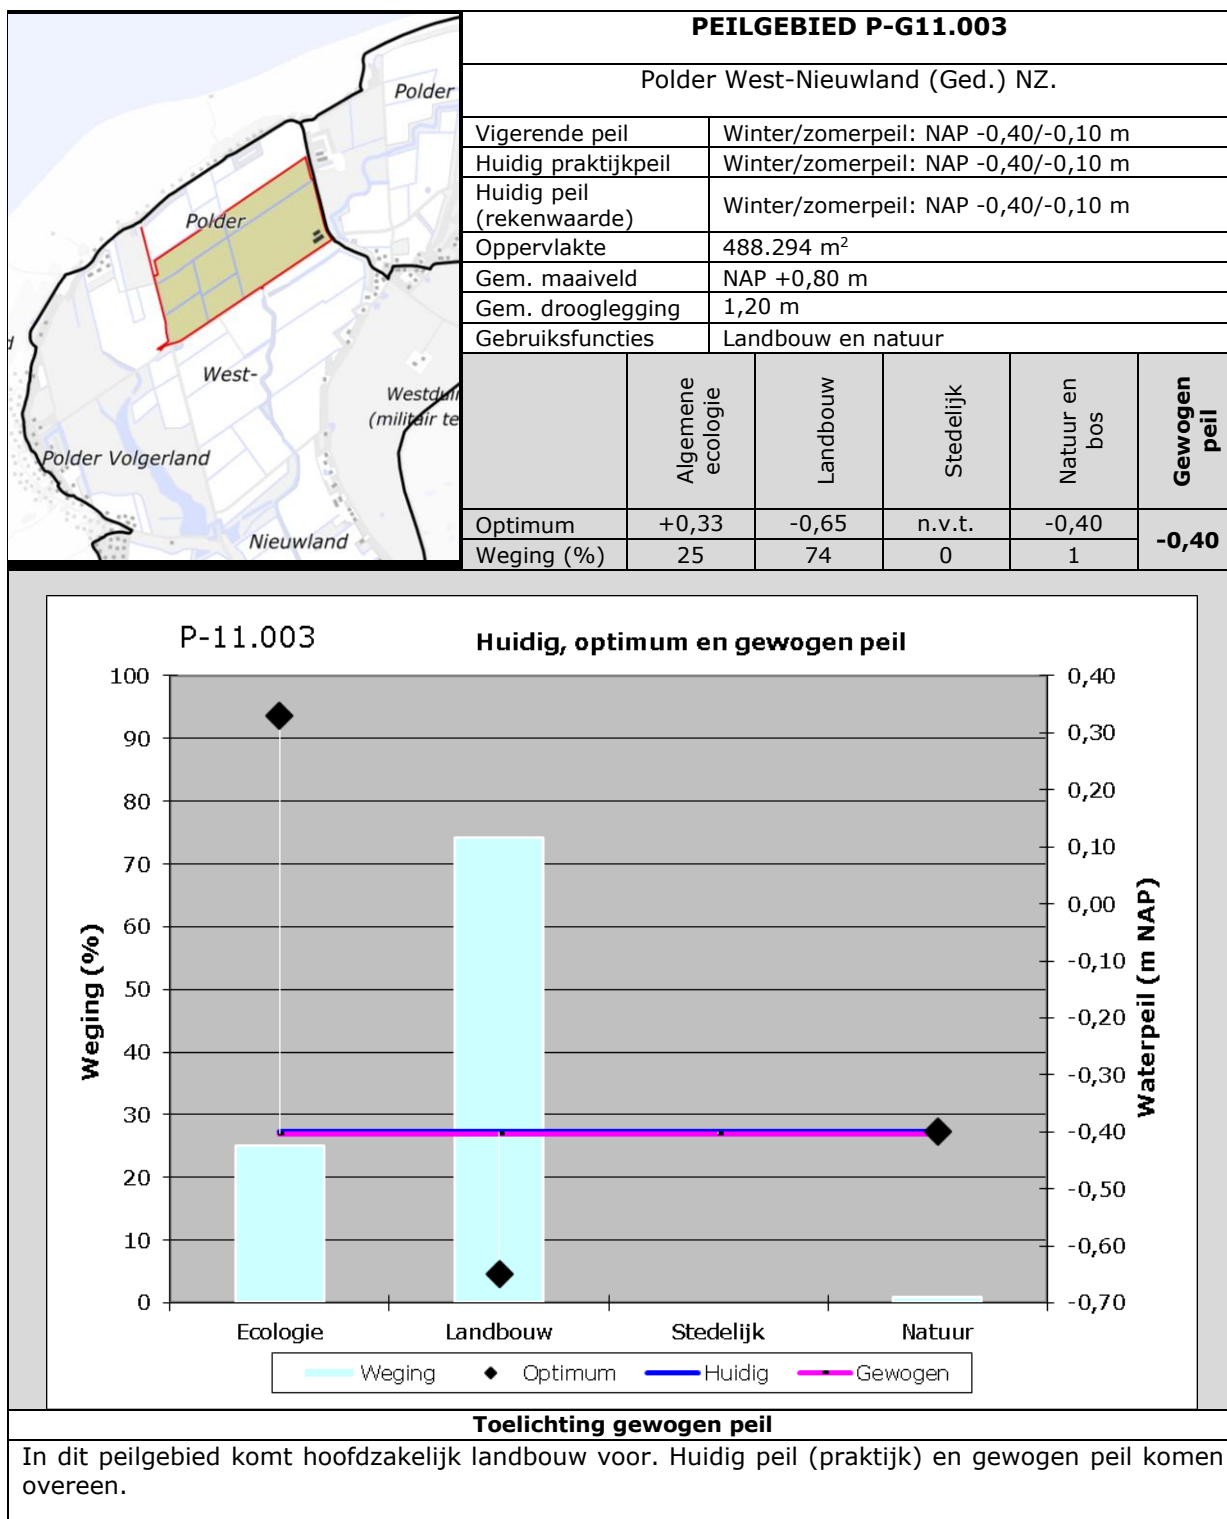 PEILGEBIED P-G11.003
Polder West-Nieuwland (Ged.) NZ.
Vigerende peil Winter/zomerpeil: NAP -0,40/-0,10 m
Huidig praktijkpeil Winter/zomerpeil: NAP -0,40/-0,10 m
Huidig peil
(rekenwaarde) Winter/zomerpeil: NAP -0,40/-0,10 m
Oppervlakte 488.294 m²
Gem. maaiveld NAP +0,80 m
Gem. drooglegging 1,20 m
Gebruiksfuncties Landbouw en natuur
Algemene
ecologie
Landbouw
Stedelijk
Natuur en
bos
Gewogen
peil
Optimum +0,33 -0,65 n.v.t. -0,40 -0,40
Weging (%) 25 74 0 1
Polder
Polder
West-
Westdui
(militair te
Polder Volgerland
Nieuwland
P-11.003
Huidig, optimum en gewogen peil
100
90
80
70
60
50
40
30
20
10
0
Weging (%)
0,40
0,30
0,20
0,10
0,00
-0,10
-0,20
-0,30
-0,40
-0,50
-0,60
-0,70
Waterpeil (m NAP)
Ecologie Landbouw Stedelijk Natuur
Weging Optimum Huidig Gewogen
Toelichting gewogen peil
In dit peilgebied komt hoofdzakelijk landbouw voor. Huidig peil (praktijk) en gewogen peil komen
overeen.